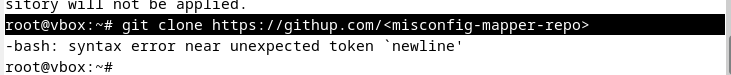 sitory will not be applied.
root@vbox:~# git clone https://githup.com/<misconfig-mapper-repo>
-bash: syntax error near unexpected token `newline'
root@vbox:~#